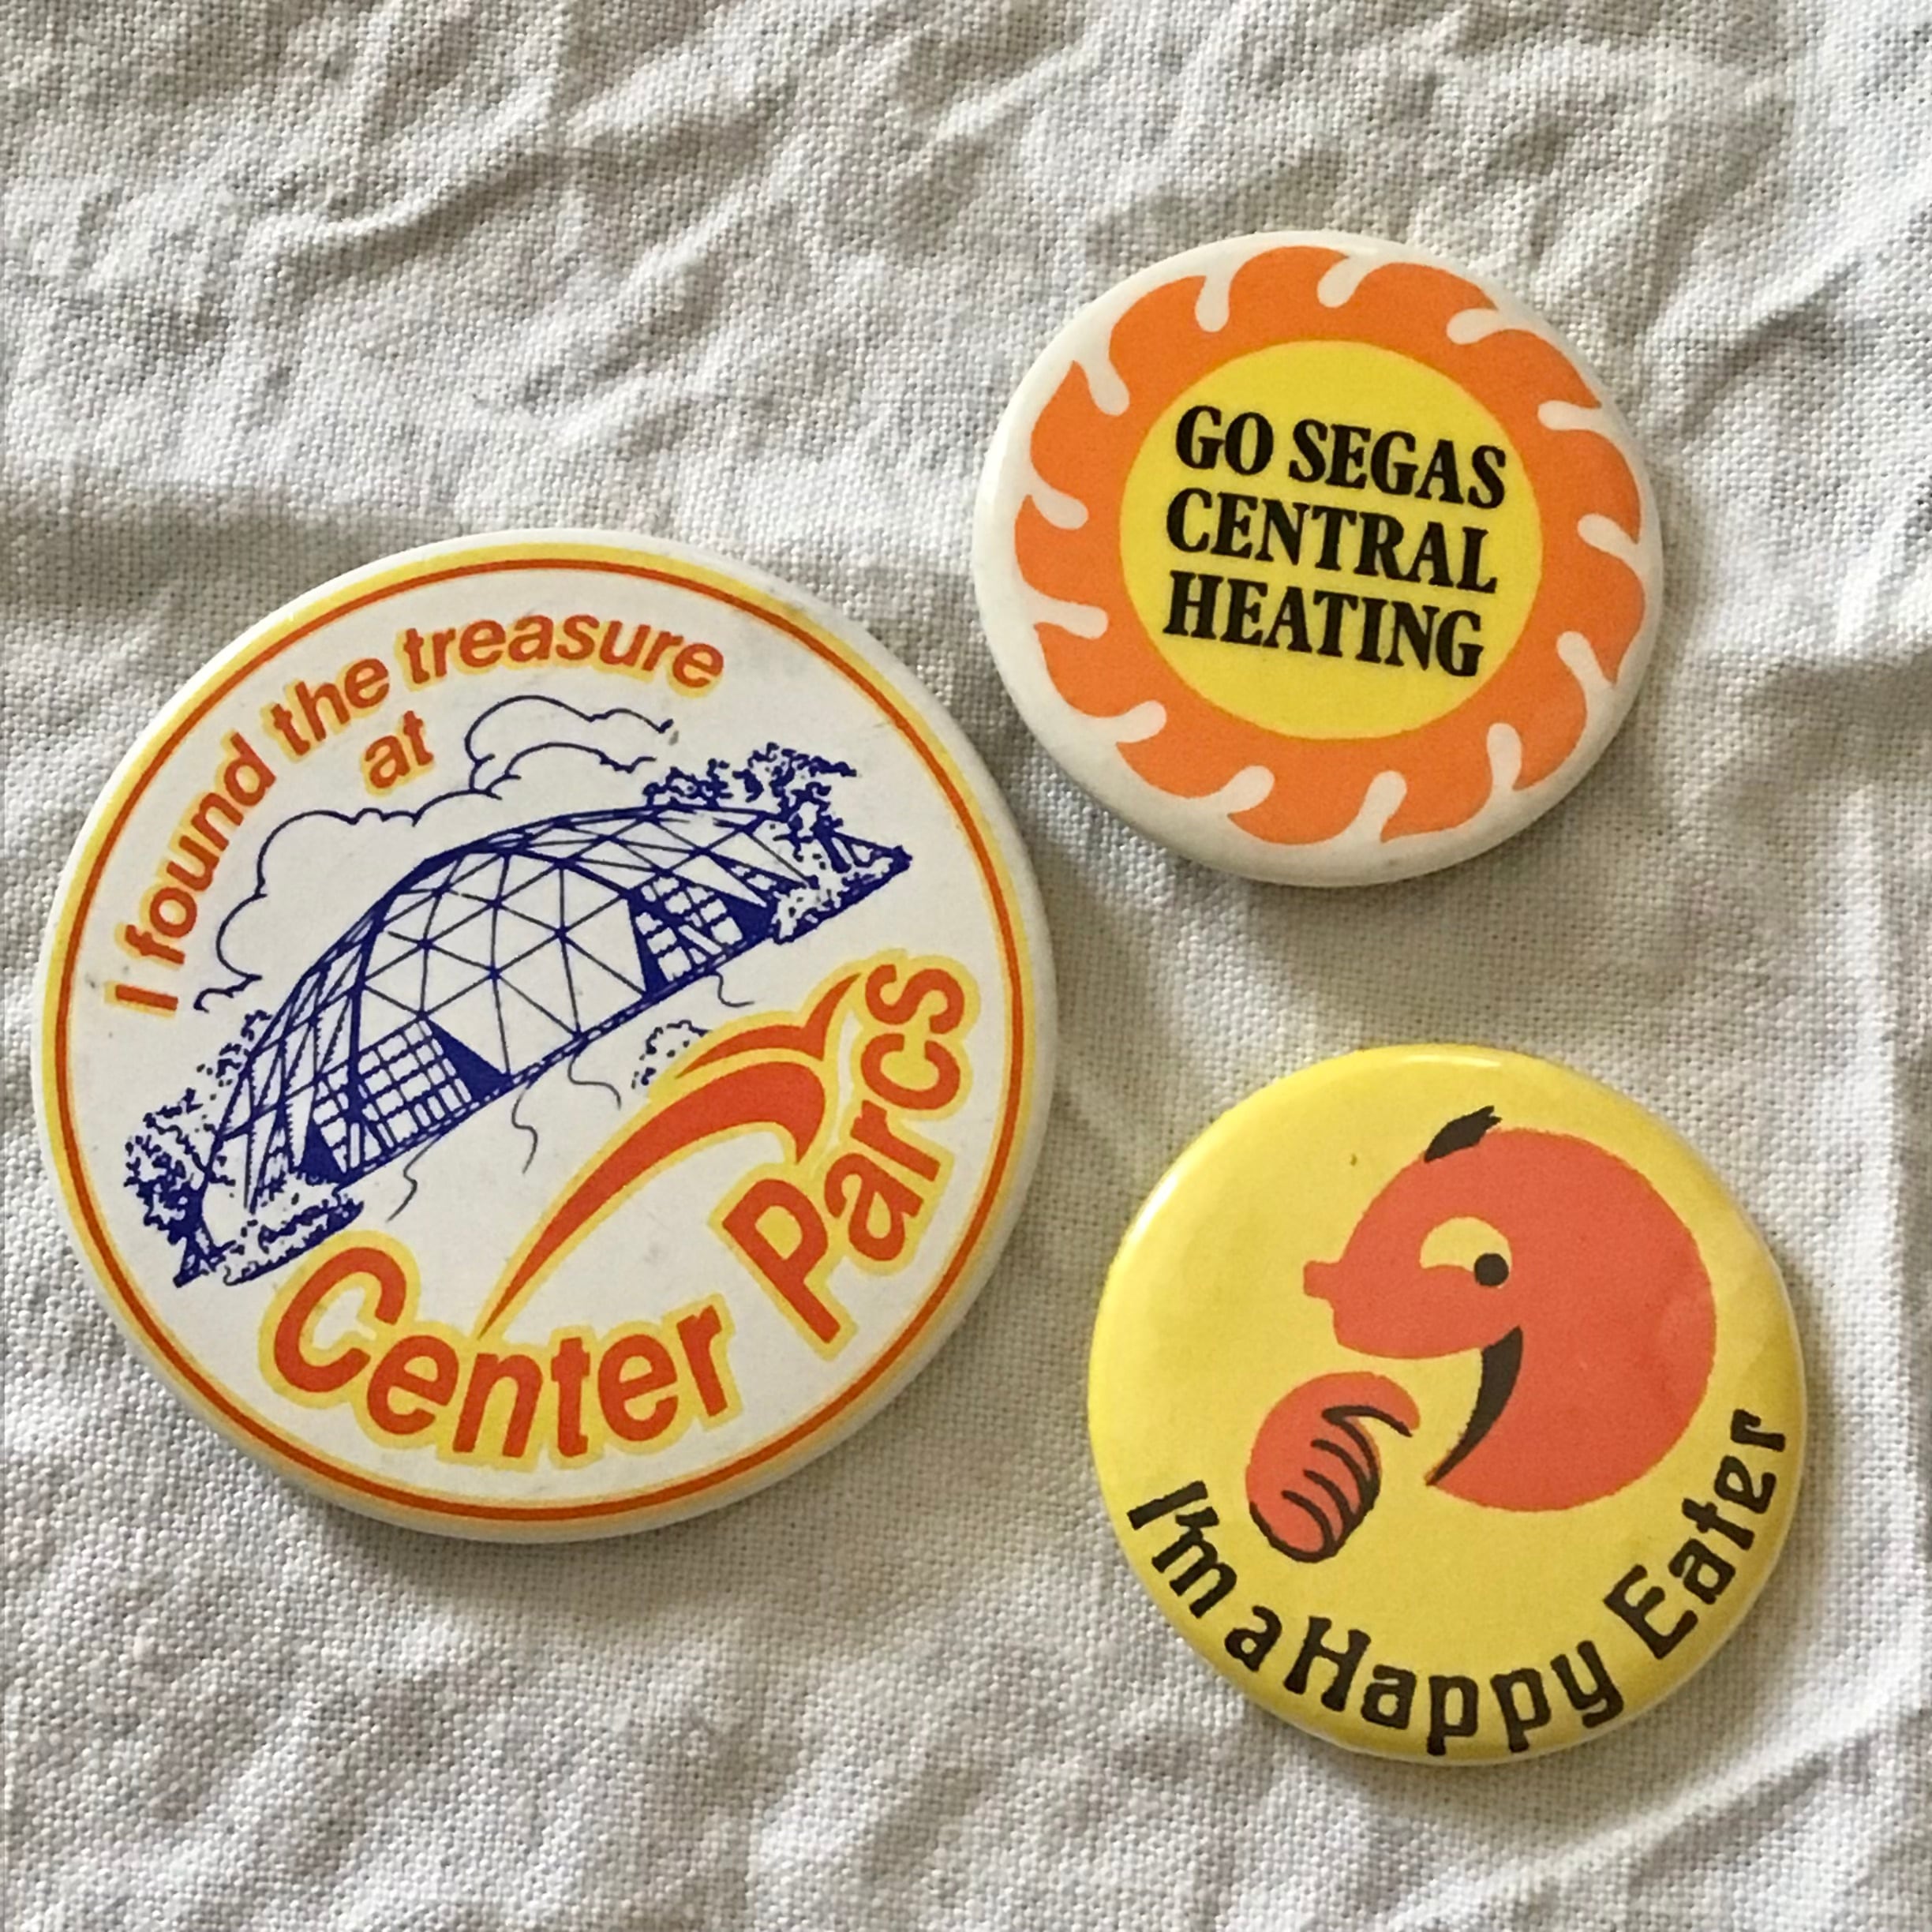 I found the treasure
at
Center Parcs
GO SEGAS
CENTRAL
HEATING
I'm a Happy Eater